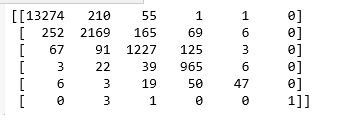 [[13274 210 55 1 1 0]
[ 252 2169 165 69 6 0]
[ 67 91 1227 125 3 0]
[ 3 22 39 965 6 0]
[ 6 3 19 50 47 0]
[ 0 3 1 0 0 1]]